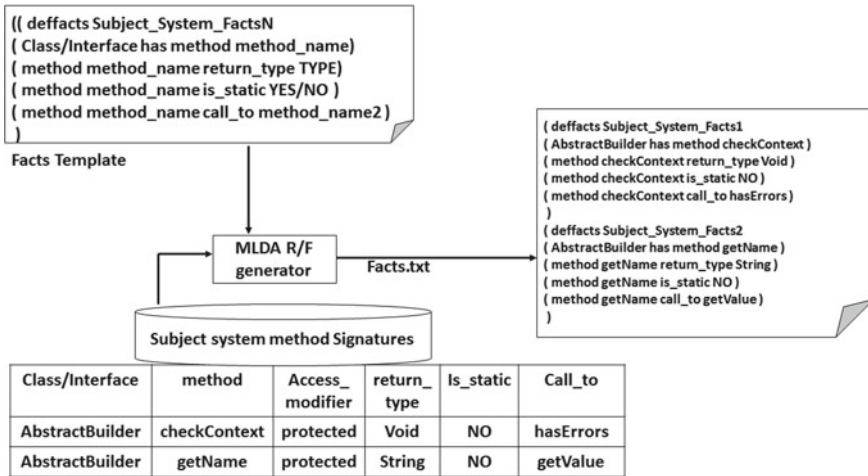 (( deffacts Subject_System_FactsN
( Class/Interface has method method_name)
( method method_name return_type TYPE)
( method method_name is_static YES/NO )
( method method_name call_to method_name2 )
)
Facts Template
MLDA R/F
generator
Facts.txt
( deffacts Subject_System_Facts1
( AbstractBuilder has method checkContext )
( method checkContext return_type Void )
( method checkContext is_static NO )
( method checkContext call_to hasErrors )
)
( deffacts Subject_System_Facts2
( AbstractBuilder has method getName )
( method getName return_type String )
( method getName is_static NO )
( method getName call_to getValue )
)
Subject system method Signatures
Class/Interface method Access_ modifier return_ type Is_static Call_to
AbstractBuilder checkContext protected Void NO hasErrors
AbstractBuilder getName protected String NO getValue